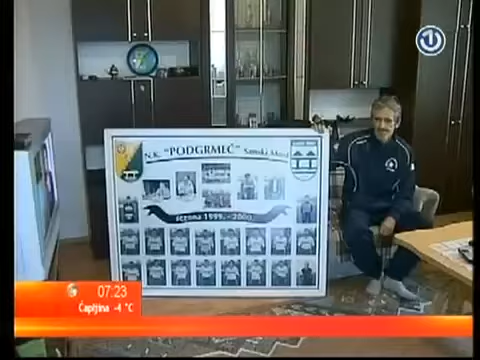 N.K. "PODGRMEČ" Sanski Most
sezona 1999. - 2000.
07:23
Čapljina -4 °C